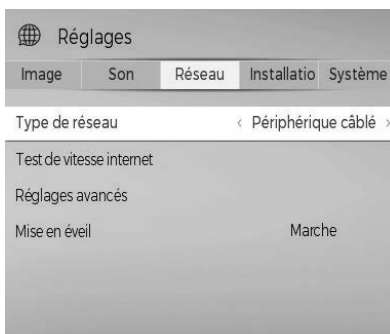 Réglages
Image Son Réseau Installatio Système
Type de réseau < Périphérique câblé >
Test de vitesse internet
Réglages avancés
Mise en éveil Marche